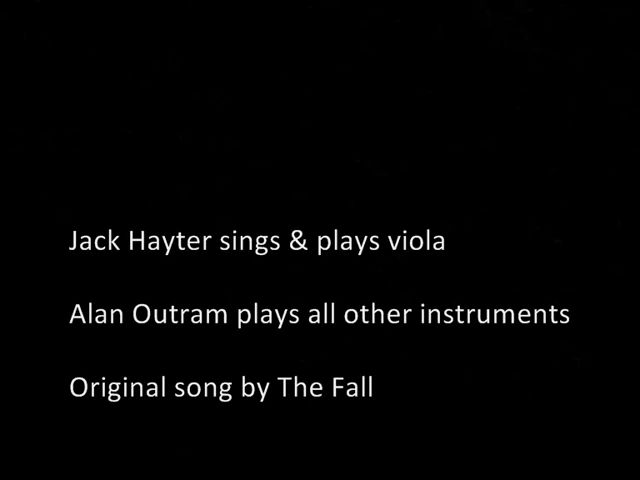 Jack Hayter sings & plays viola
Alan Outram plays all other instruments
Original song by The Fall